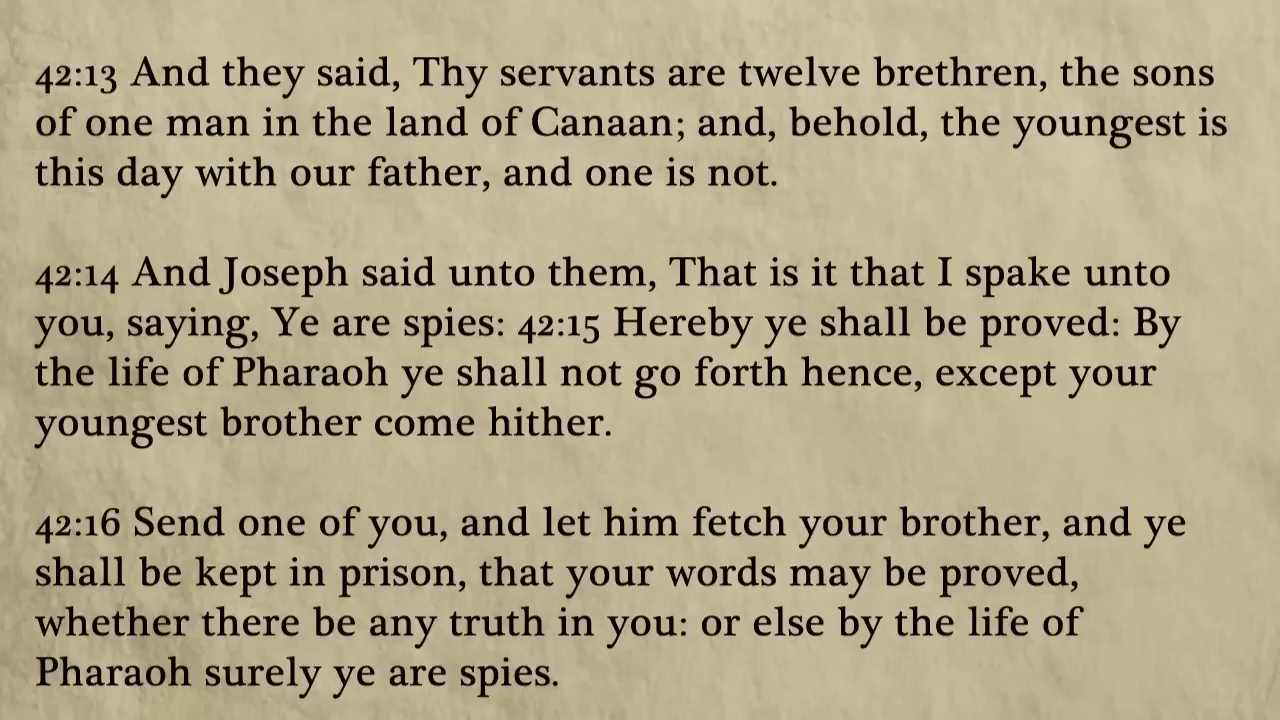 42:13 And they said, Thy servants are twelve brethren, the sons
of one man in the land of Canaan; and, behold, the youngest is
this day with our father, and one is not.
42:14 And Joseph said unto them, That is it that I spake unto
you, saying, Ye are spies: 42:15 Hereby ye shall be proved: By
the life of Pharaoh ye shall not go forth hence, except your
youngest brother come hither.
42:16 Send one of you, and let him fetch your brother, and ye
shall be kept in prison, that your words may be proved,
whether there be any truth in you: or else by the life of
Pharaoh surely ye are spies.